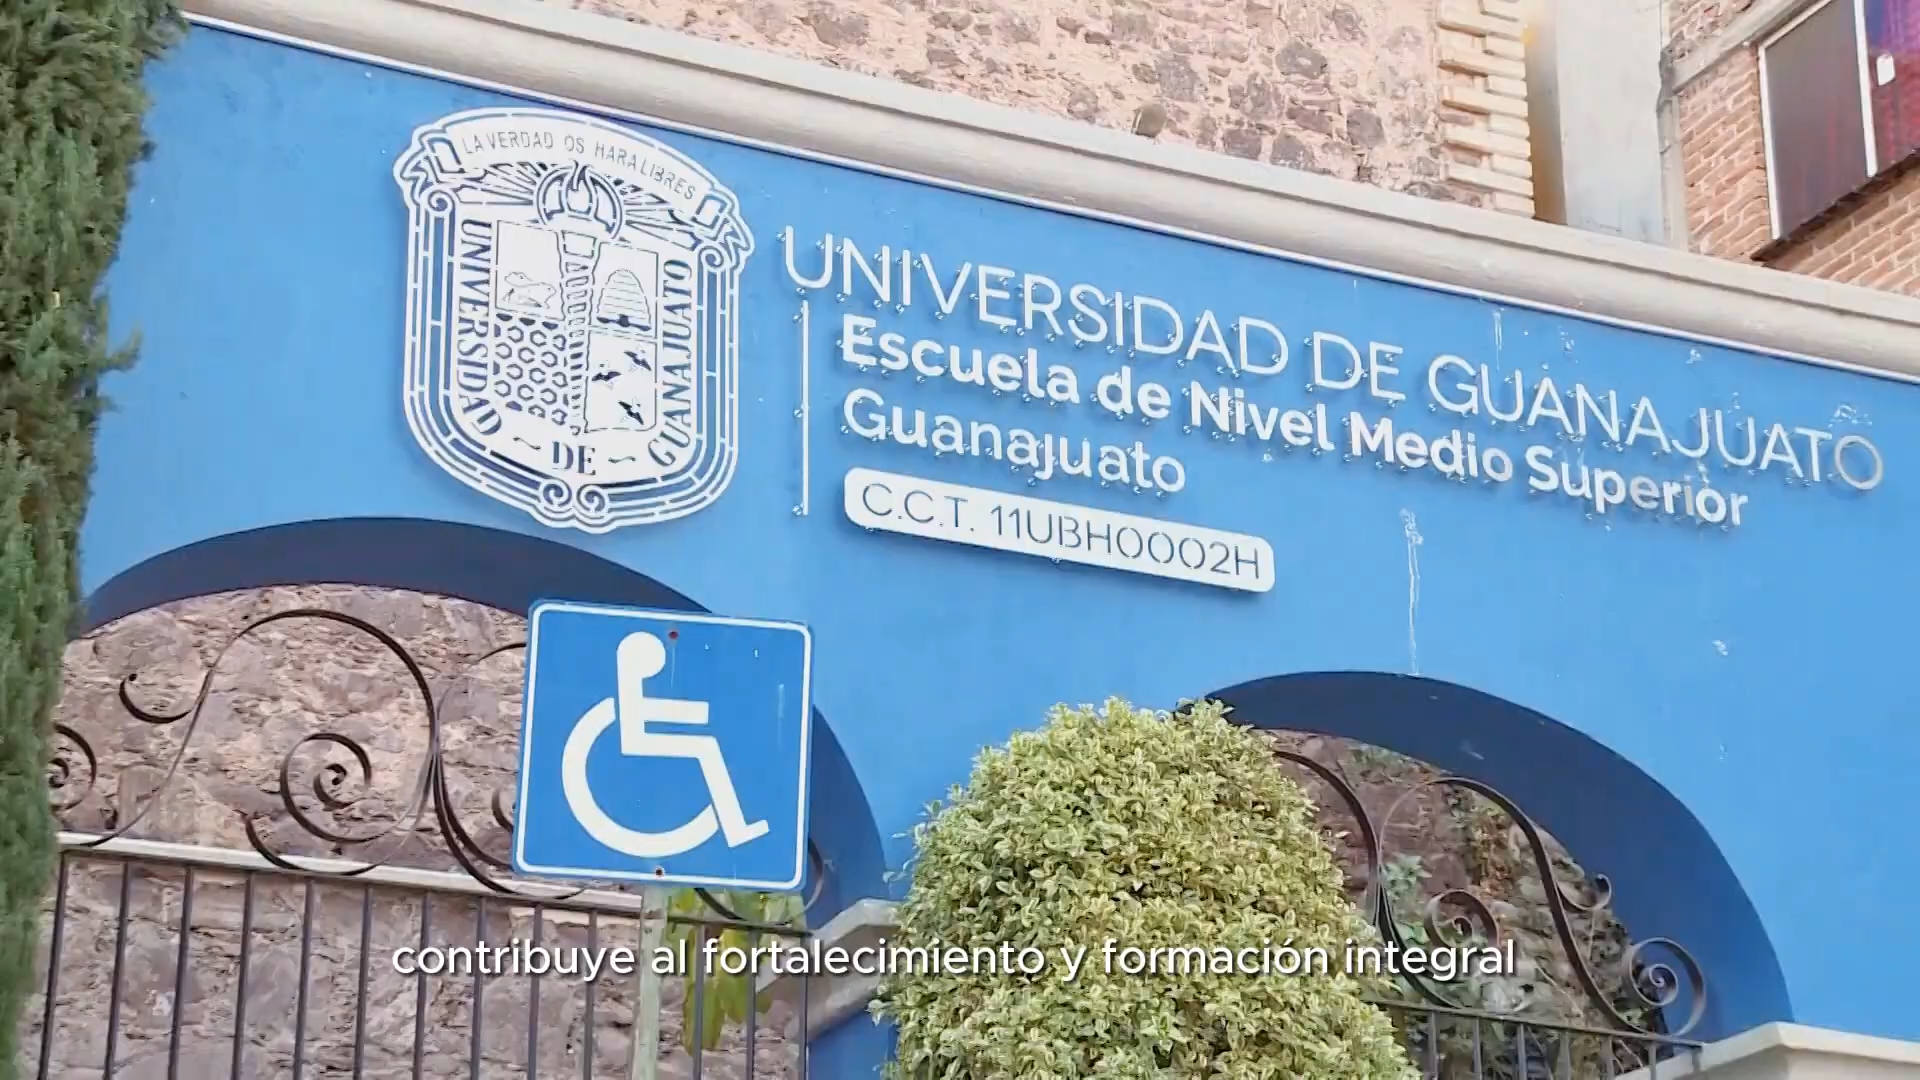 LA VERDAD OS HARA LIBRES
UNIVERSIDAD DE GUANAJUATO
UNIVERSIDAD DE GUANAJUATO
Escuela de Nivel Medio Superior
Guanajuato
C.C.T. 11UBH0002H
contribuye al fortalecimiento y formación integral